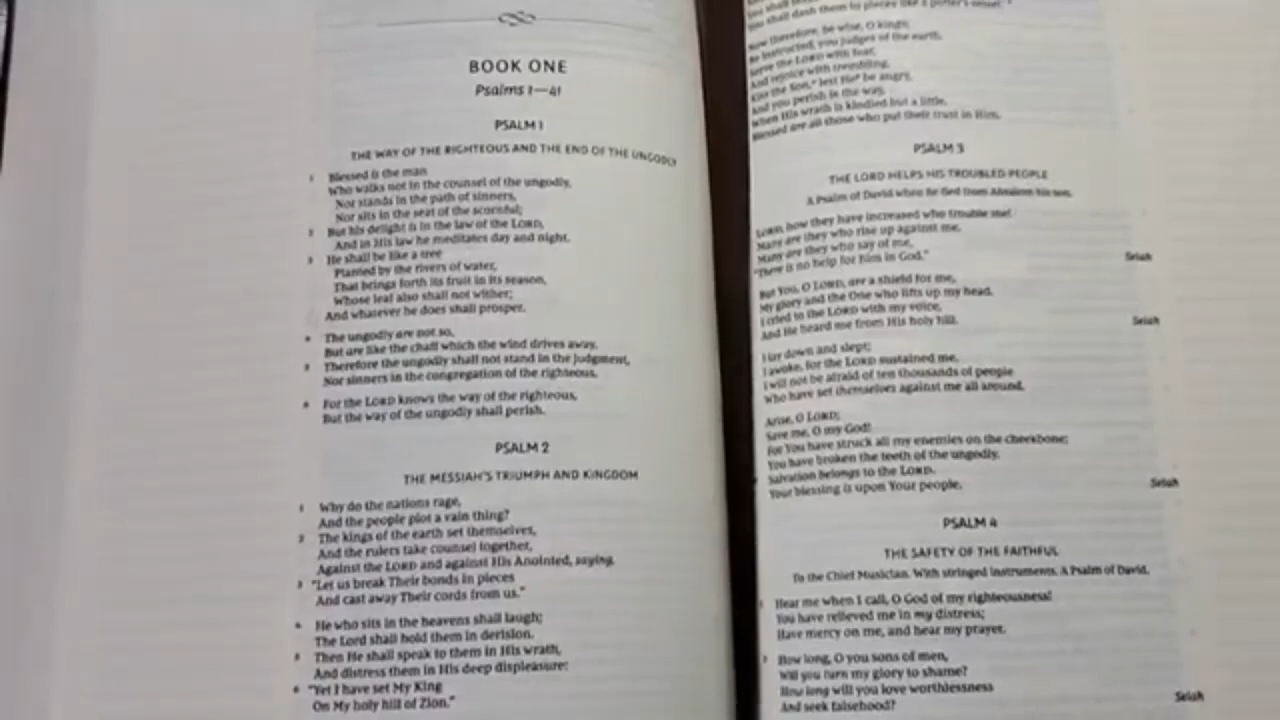 BOOK ONE
Psalms 1—41
PSALM 1
THE WAY OF THE RIGHTEOUS AND THE END OF THE UNGODLY
1 Blessed is the man
Who walks not in the counsel of the ungodly,
Nor stands in the path of sinners,
Nor sits in the seat of the scornful;
2 But his delight is in the law of the LORD,
And in His law he meditates day and night.
3 He shall be like a tree
Planted by the rivers of water,
That brings forth its fruit in its season,
Whose leaf also shall not wither;
And whatever he does shall prosper.
4 The ungodly are not so,
But are like the chaff which the wind drives away.
5 Therefore the ungodly shall not stand in the judgment,
Nor sinners in the congregation of the righteous.
6 For the LORD knows the way of the righteous,
But the way of the ungodly shall perish.
PSALM 2
THE MESSIAH'S TRIUMPH AND KINGDOM
1 Why do the nations rage,
And the people plot a vain thing?
2 The kings of the earth set themselves,
And the rulers take counsel together,
Against the LORD and against His Anointed, saying,
3 "Let us break Their bonds in pieces
And cast away Their cords from us."
4 He who sits in the heavens shall laugh;
The Lord shall hold them in derision.
5 Then He shall speak to them in His wrath,
And distress them in His deep displeasure:
6 "Yet I have set My King
On My holy hill of Zion."
You shall dash them to pieces like a potter's vessel.'"
Now therefore, be wise, O kings;
Be instructed, you judges of the earth.
Serve the LORD with fear,
And rejoice with trembling.
Kiss the Son, lest He be angry,
And you perish in the way,
When His wrath is kindled but a little.
Blessed are all those who put their trust in Him.
PSALM 3
THE LORD HELPS HIS TROUBLED PEOPLE
A Psalm of David when he fled from Absalom his son.
LORD, how they have increased who trouble me!
Many are they who rise up against me.
Many are they who say of me,
"There is no help for him in God." Selah
But You, O LORD, are a shield for me,
My glory and the One who lifts up my head.
I cried to the LORD with my voice,
And He heard me from His holy hill. Selah
I lay down and slept;
I awoke, for the LORD sustained me.
I will not be afraid of ten thousands of people
Who have set themselves against me all around.
Arise, O LORD;
Save me, O my God!
For You have struck all my enemies on the cheekbone;
You have broken the teeth of the ungodly.
Salvation belongs to the LORD.
Your blessing is upon Your people. Selah
PSALM 4
THE SAFETY OF THE FAITHFUL
To the Chief Musician. With stringed instruments. A Psalm of David.
1 Hear me when I call, O God of my righteousness!
You have relieved me in my distress;
Have mercy on me, and hear my prayer.
2 How long, O you sons of men,
Will you turn my glory to shame?
How long will you love worthlessness
And seek falsehood? Selah